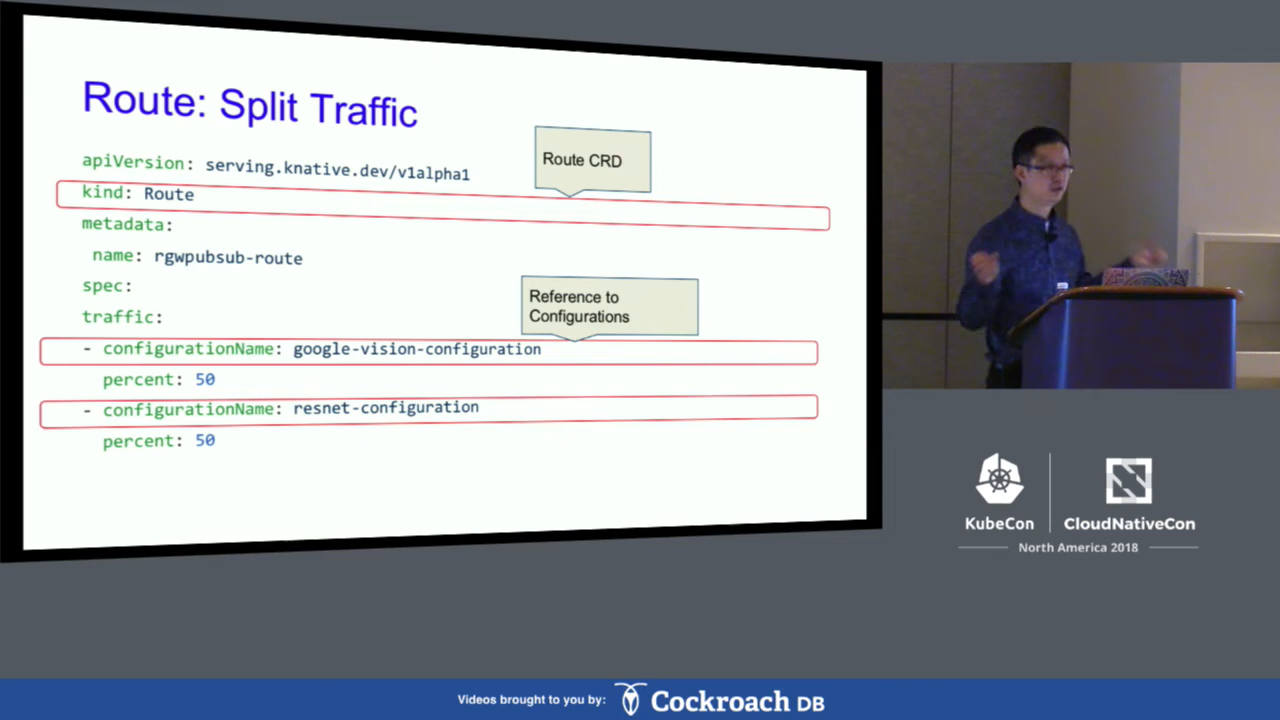 Route: Split Traffic
Route CRD
apiVersion: serving.knative.dev/v1alpha1
kind: Route
metadata:
name: rgwpubsub-route
spec:
Reference to
Configurations
traffic:
- configurationName: google-vision-configuration
percent: 50
- configurationName: resnet-configuration
percent: 50
KubeCon
CloudNativeCon
North America 2018
Videos brought to you by:
Cockroach DB